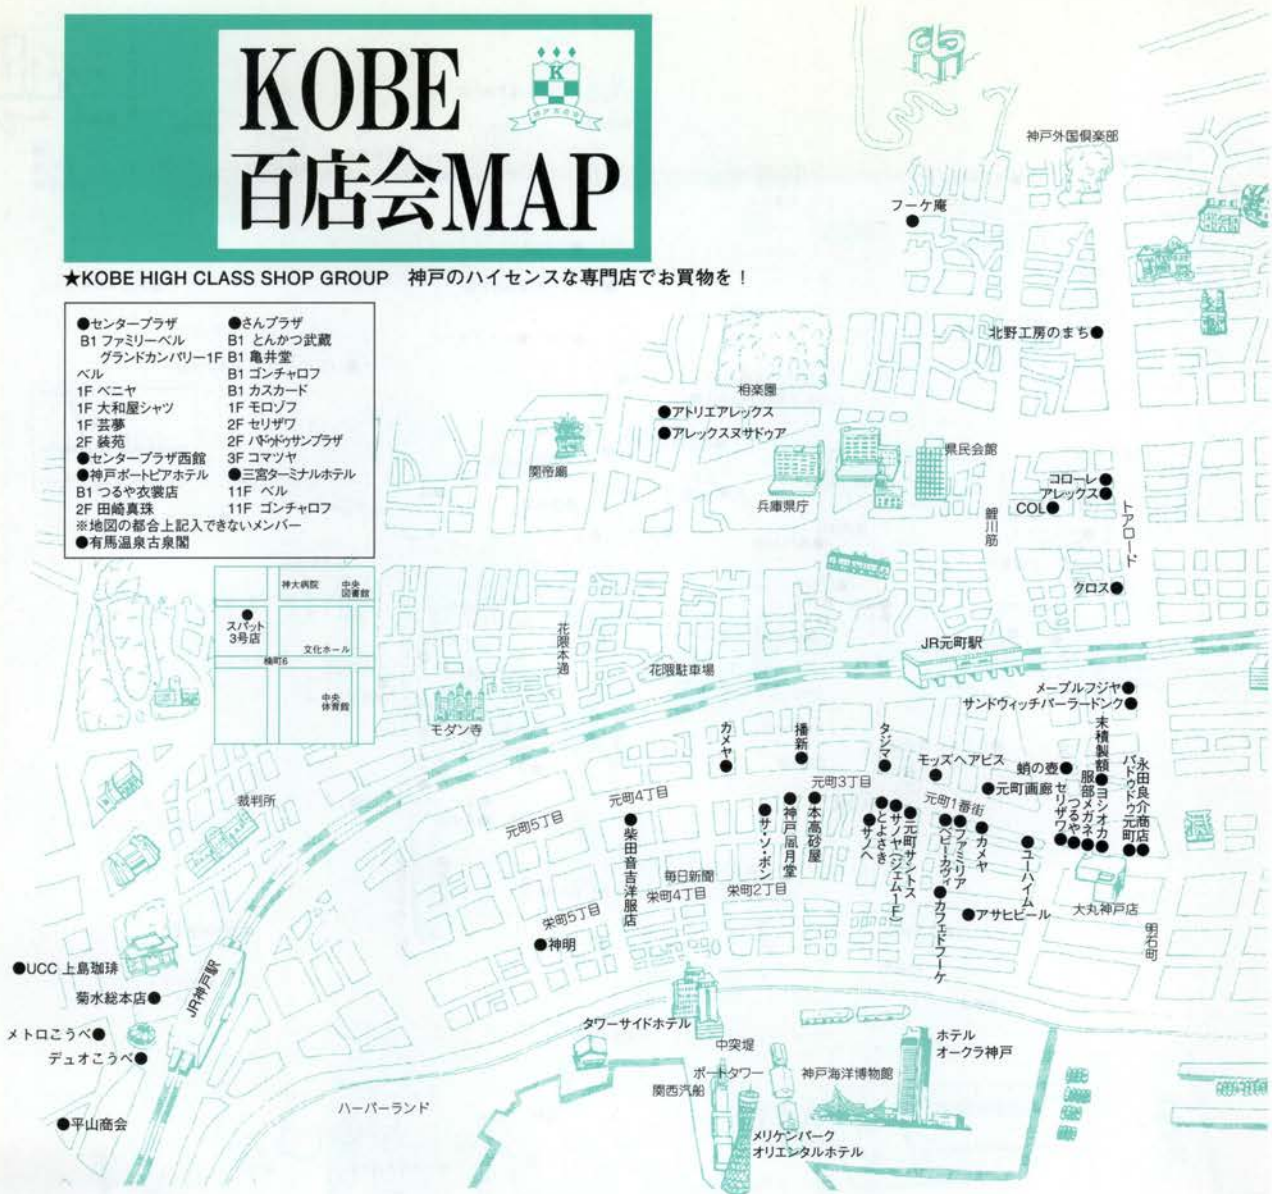 KOBE
百店会MAP
K
★KOBE HIGH CLASS SHOP GROUP 神戸のハイセンスな専門店でお買物を!
●センタープラザ
B1 ファミリーベル
グランドカンパリー1F
ベル
1F ベニヤ
1F 大和屋シャツ
1F 芸夢
2F 装苑
●センタープラザ西館
●神戸ポートピアホテル
B1 つるや衣裳店
2F 田崎真珠
※地図の都合上記入できないメンバー
●有馬温泉古泉閣
●さんプラザ
B1 とんかつ武蔵
B1 亀井堂
B1 ゴンチャロフ
B1 カスカード
1F モロゾフ
2F セリザワ
2F パドゥドゥサンプラザ
3F コマツヤ
●三宮ターミナルホテル
11F ベル
11F ゴンチャロフ
神戸外国倶楽部
フーケ庵
北野工房のまち●
相楽園
●アトリエアレックス
●アレックスヌサドゥア
関帝廟
兵庫県庁
県民会館
鯉川筋
コローレ●
アレックス●
COL●
トアロード
クロス●
神大病院
中央
図書館
スパット
3号店
文化ホール
楠町6
中央
体育館
花隈本通
花隈駐車場
JR元町駅
モダン寺
メープルフジヤ●
サンドウィッチパーラードンク●
カメヤ
播新
タジマ
モッズヘアビス
蛸の壺●
●元町画廊
末積製額
ヨシオカ
服部メガネ
つるや
セリザワ
永田良介商店
パドゥドゥ元町
元町3丁目
元町1番街
元町4丁目
元町5丁目
裁判所
柴田音吉洋服店
サ・ソ・ボン
神戸凮月堂
本高砂屋
サノヘ
とよさき
サノヤ(ジェム1F)
元町サントス
ベビーカヴィ
ファミリア
カメヤ
ユーハイム
カフェドフーケ
●アサヒビール
大丸神戸店
明石町
毎日新聞
栄町4丁目
栄町2丁目
栄町5丁目
●神明
●UCC 上島珈琲
菊水総本店●
JR神戸駅
メトロこうべ●
デュオこうべ●
●平山商会
ハーバーランド
タワーサイドホテル
中突堤
ポートタワー
関西汽船
神戸海洋博物館
ホテル
オークラ神戸
メリケンパーク
オリエンタルホテル